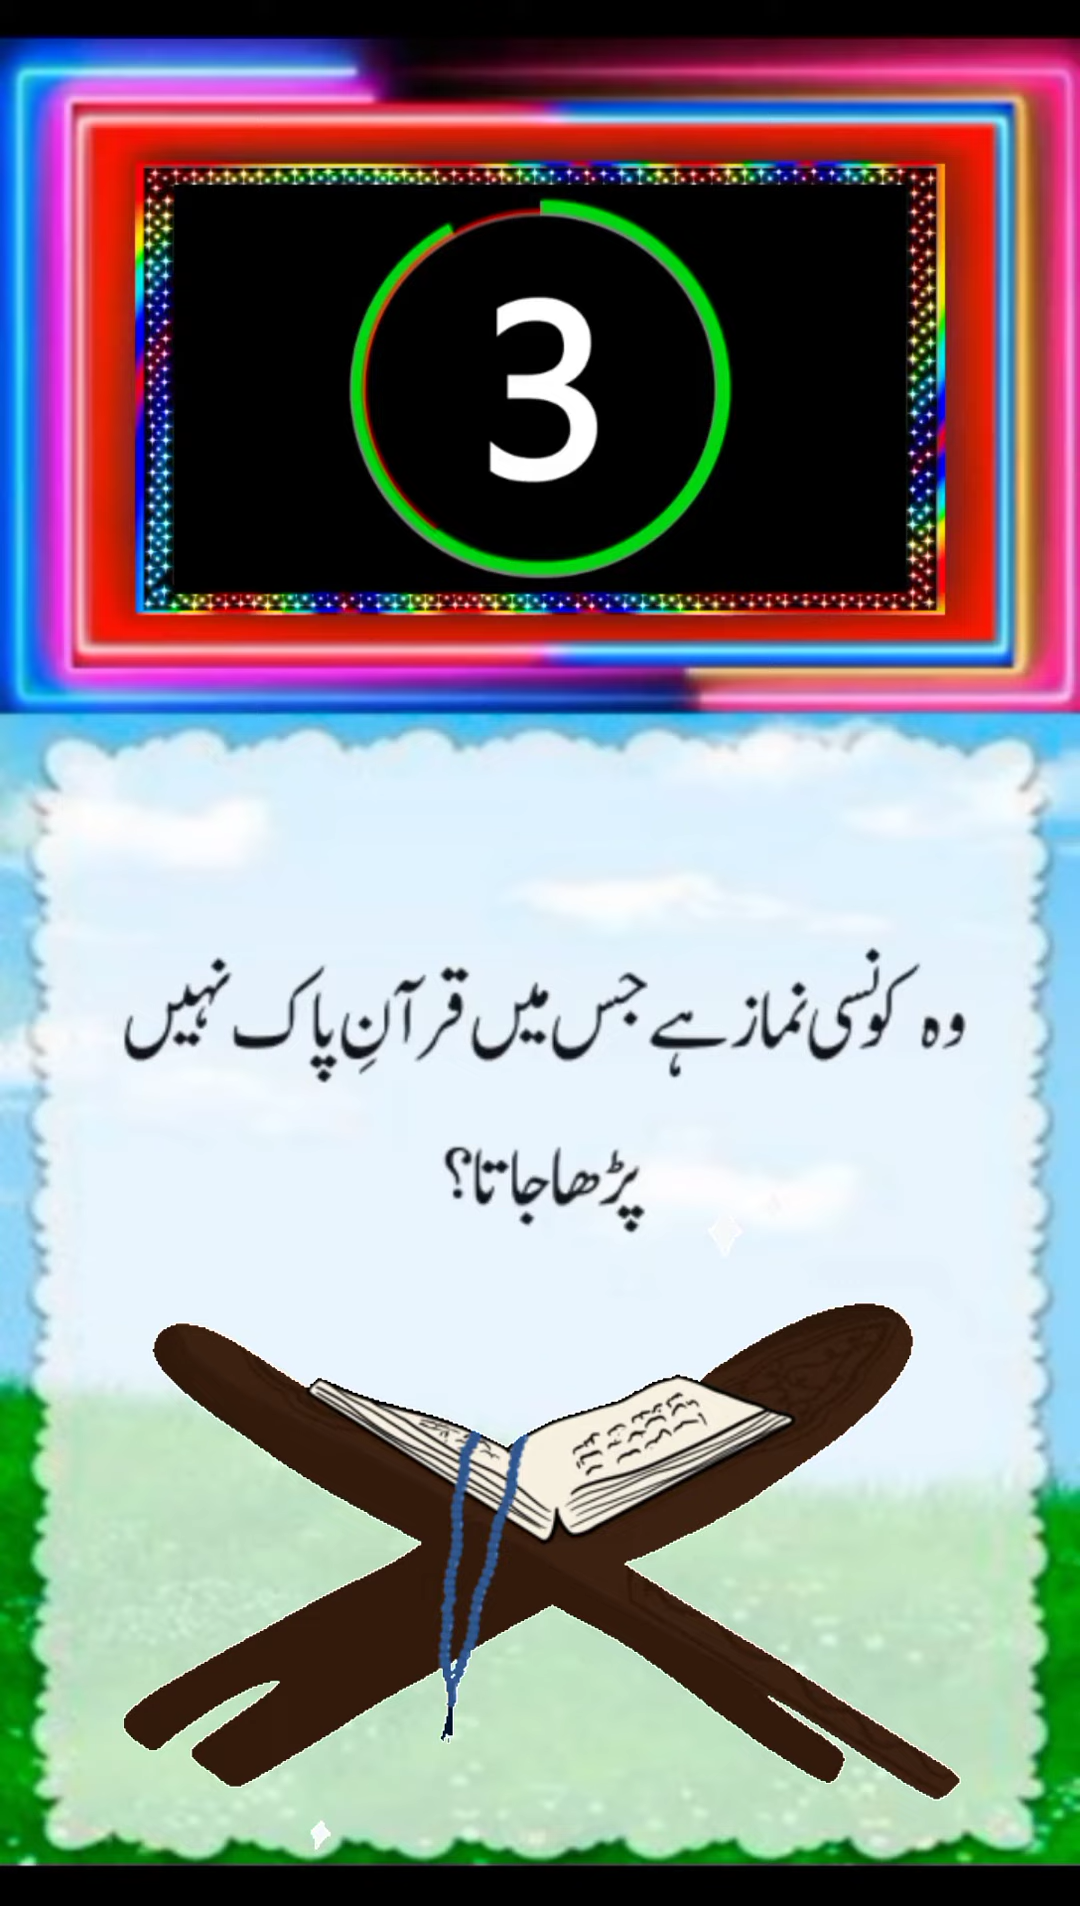 3
وہ کونسی نماز ہے جس میں قرآنِ پاک نہیں
پڑھا جاتا؟